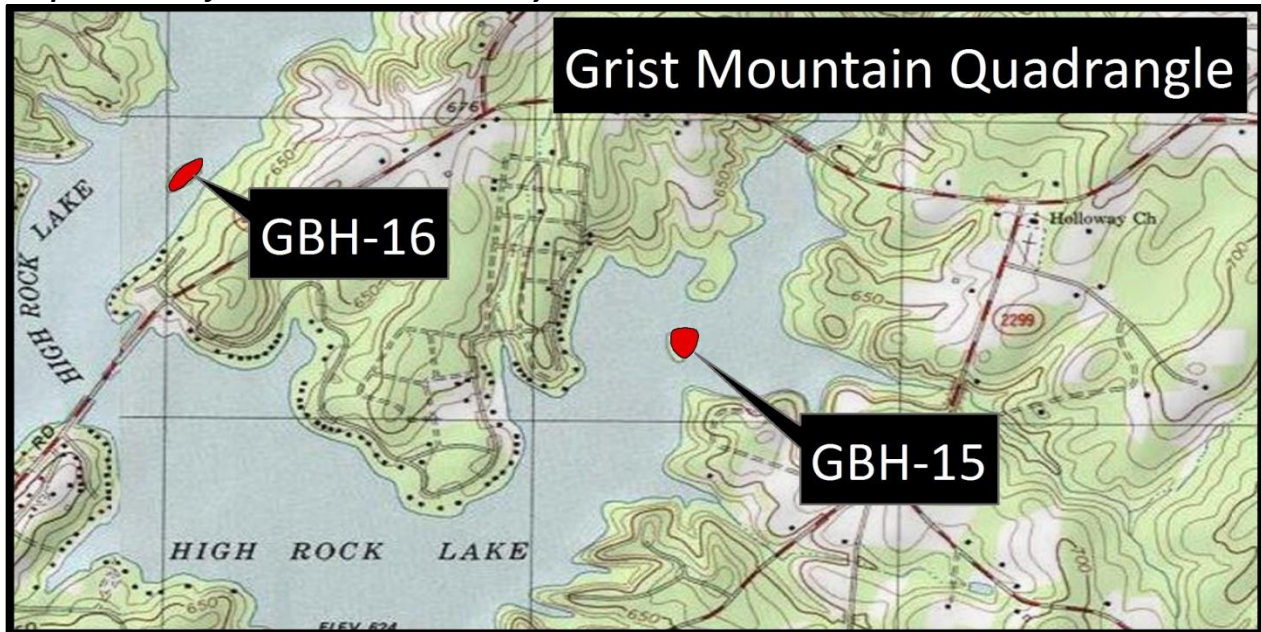 Grist Mountain Quadrangle
676
650
650
HIGH ROCK LAKE
GBH-16
Holloway Ch
700
650
650
2299
RD
GBH-15
HIGH ROCK LAKE
700
650
650
ELEV 624